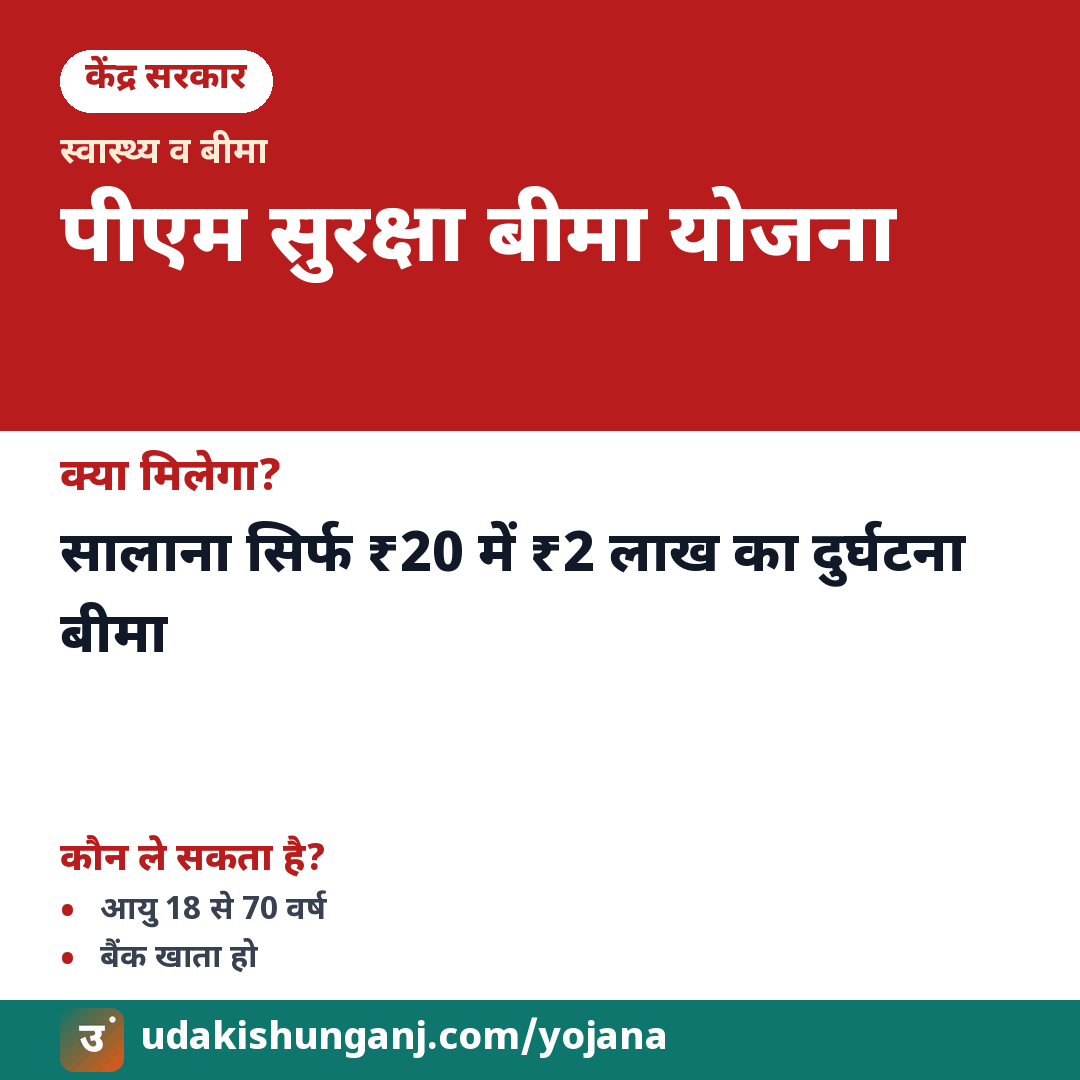 केंद्र सरकार
स्वास्थ्य व बीमा
पीएम सुरक्षा बीमा योजना
क्या मिलेगा?
सालाना सिर्फ ₹20 में ₹2 लाख का दुर्घटना
बीमा
कौन ले सकता है?
• आयु 18 से 70 वर्ष
• बैंक खाता हो
उ udakishunganj.com/yojana